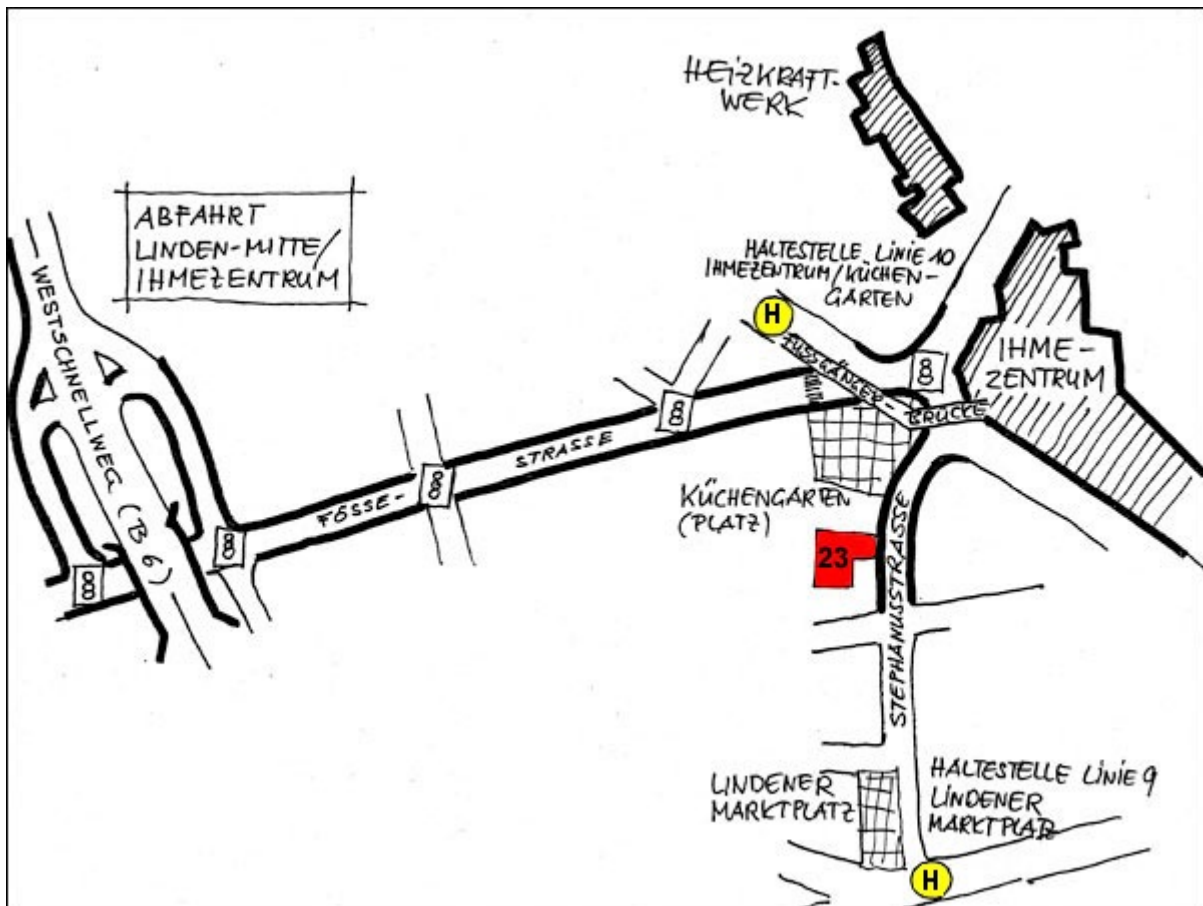 HEIZKRAFT-
WERK
ABFAHRT
LINDEN-MITTE/
IHMEZENTRUM
HALTESTELLE LINIE 10
IHMEZENTRUM/KÜCHEN-
GARTEN
WESTSCHNELLWEG (B6)
H
FUSSGÄNGER-
BRÜCKE
IHME-
ZENTRUM
FÖSSE-
STRASSE
KÜCHENGARTEN
(PLATZ)
23
STEPHANUSSTRASSE
LINDENER
MARKTPLATZ
HALTESTELLE LINIE 9
LINDENER
MARKTPLATZ
H